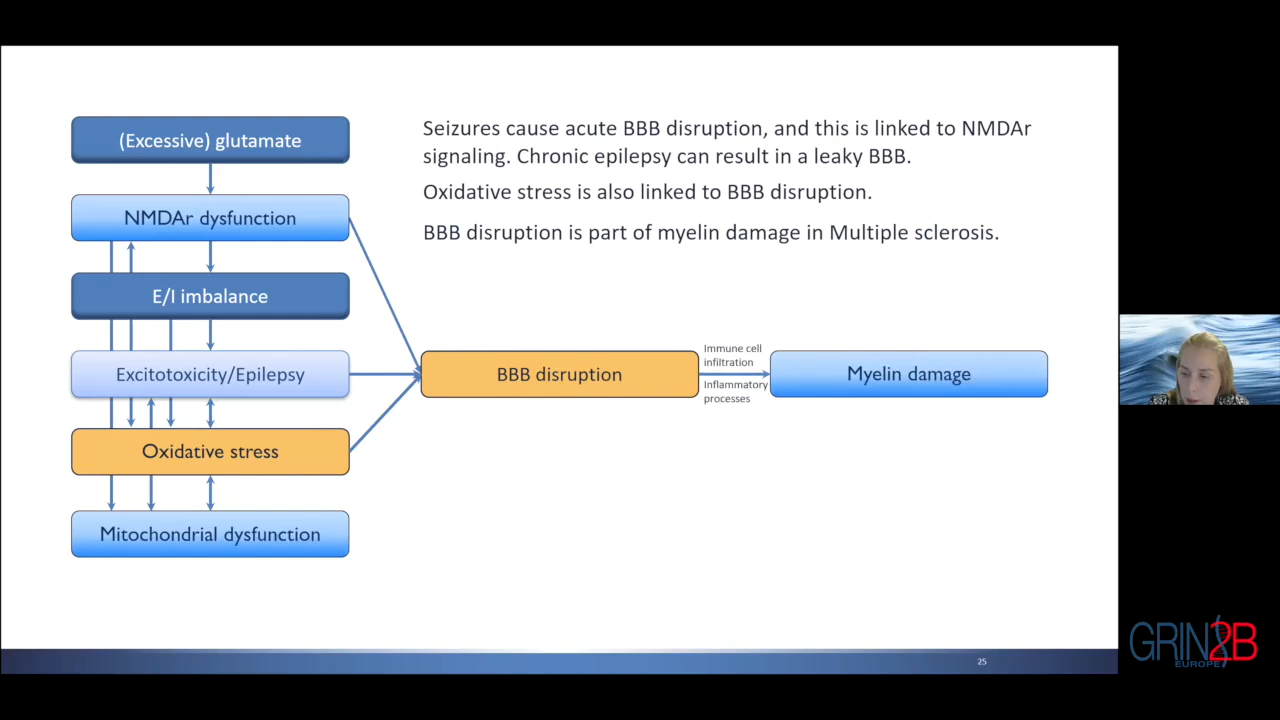 (Excessive) glutamate
NMDAr dysfunction
E/I imbalance
Excitotoxicity/Epilepsy
Oxidative stress
Mitochondrial dysfunction
Seizures cause acute BBB disruption, and this is linked to NMDAr
signaling. Chronic epilepsy can result in a leaky BBB.
Oxidative stress is also linked to BBB disruption.
BBB disruption is part of myelin damage in Multiple sclerosis.
BBB disruption
Immune cell
infiltration
Inflammatory
processes
Myelin damage
25
GRIN2B
EUROPE